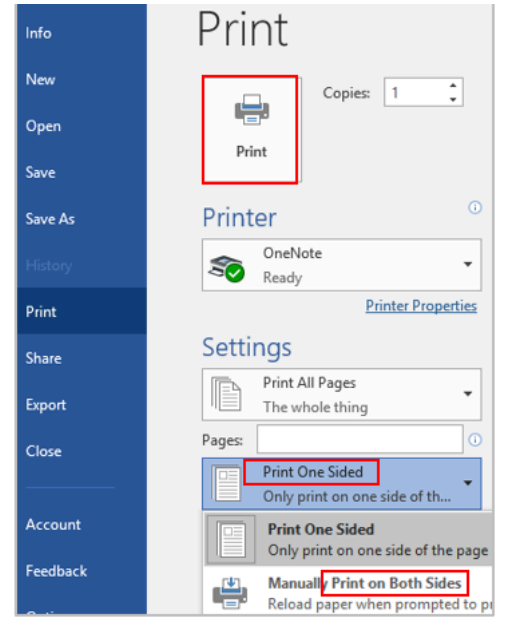 Info
New
Open
Save
Save As
History
Print
Share
Export
Close
Account
Feedback
Print
Copies: 1
Print
Printer
OneNote
Ready
Printer Properties
Settings
Print All Pages
The whole thing
Pages:
Print One Sided
Only print on one side of th...
Print One Sided
Only print on one side of the page
Manually Print on Both Sides
Reload paper when prompted to